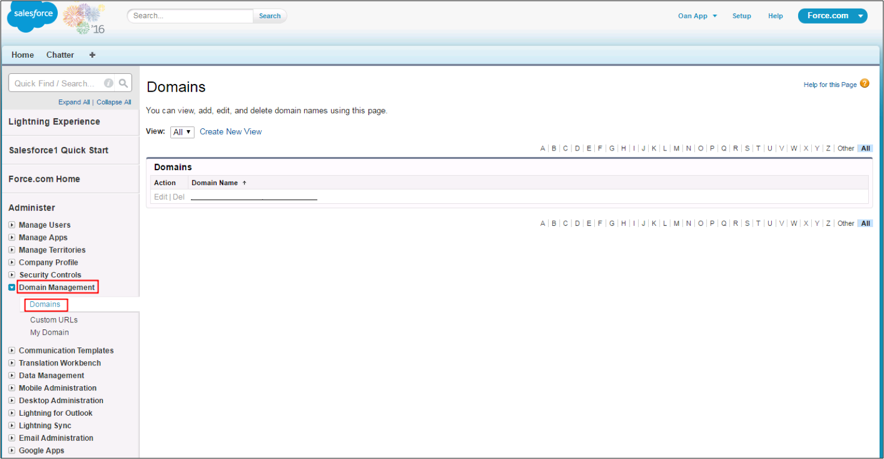 salesforce '16 Search... Search Oan App Setup Help Force.com
Home Chatter +
Quick Find / Search...
Expand All | Collapse All
Lightning Experience
Salesforce1 Quick Start
Force.com Home
Administer
Manage Users
Manage Apps
Manage Territories
Company Profile
Security Controls
Domain Management
Domains
Custom URLs
My Domain
Communication Templates
Translation Workbench
Data Management
Mobile Administration
Desktop Administration
Lightning for Outlook
Lightning Sync
Email Administration
Google Apps
Domains
Help for this Page ?
You can view, add, edit, and delete domain names using this page.
View: All Create New View
A | B | C | D | E | F | G | H | I | J | K | L | M | N | O | P | Q | R | S | T | U | V | W | X | Y | Z | Other | All
Domains
Action Domain Name ↑
Edit | Del
A | B | C | D | E | F | G | H | I | J | K | L | M | N | O | P | Q | R | S | T | U | V | W | X | Y | Z | Other | All